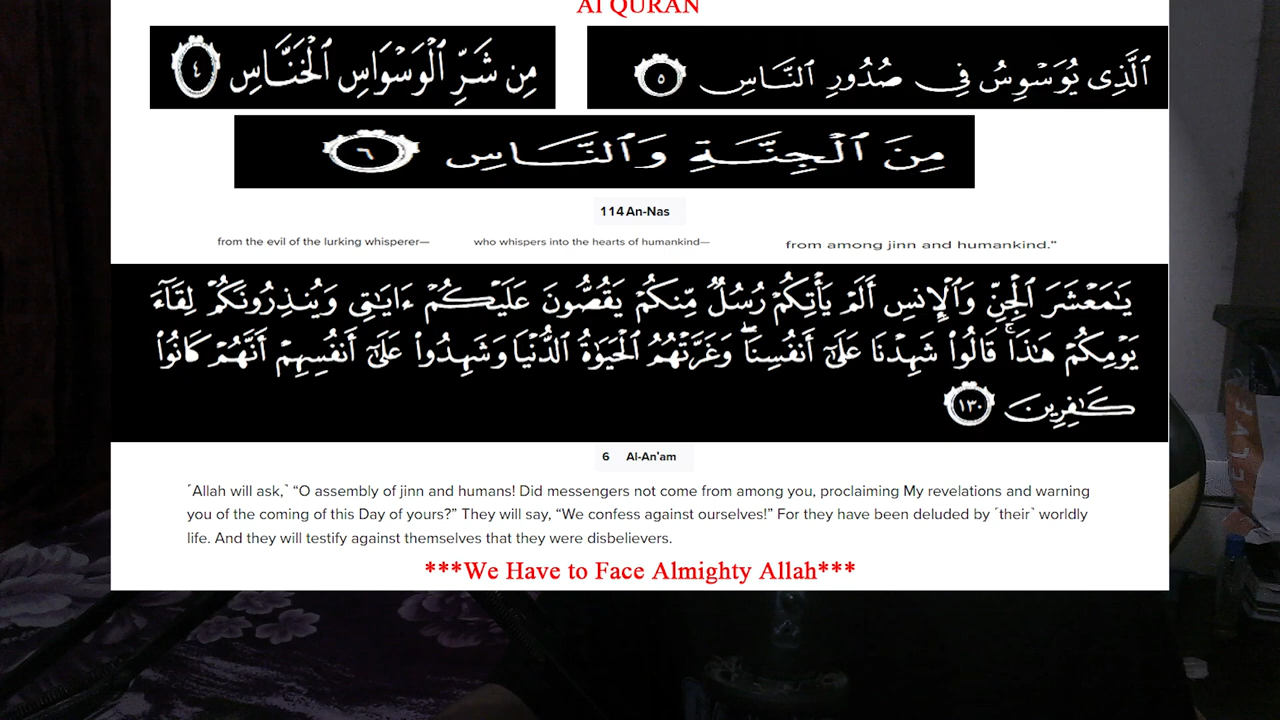 Al QURAN
مِن شَرِّ ٱلْوَسْوَاسِ ٱلْخَنَّاسِ ٤
ٱلَّذِى يُوَسْوِسُ فِى صُدُورِ ٱلنَّاسِ ٥
مِنَ ٱلْجِنَّةِ وَٱلنَّاسِ ٦
114 An-Nas
from the evil of the lurking whisperer—
who whispers into the hearts of humankind—
from among jinn and humankind.”
يَـٰمَعْشَرَ ٱلْجِنِّ وَٱلْإِنسِ أَلَمْ يَأْتِكُمْ رُسُلٌ مِّنكُمْ يَقُصُّونَ عَلَيْكُمْ ءَايَـٰتِى وَيُنذِرُونَكُمْ لِقَآءَ
يَوْمِكُمْ هَـٰذَا ۚ قَالُوا۟ شَهِدْنَا عَلَىٰٓ أَنفُسِنَا ۖ وَغَرَّتْهُمُ ٱلْحَيَوٰةُ ٱلدُّنْيَا وَشَهِدُوا۟ عَلَىٰٓ أَنفُسِهِمْ أَنَّهُمْ كَانُوا۟
كَـٰفِرِينَ ١٣٠
6 Al-An'am
˹Allah will ask,˺ “O assembly of jinn and humans! Did messengers not come from among you, proclaiming My revelations and warning
you of the coming of this Day of yours?” They will say, “We confess against ourselves!” For they have been deluded by ˹their˺ worldly
life. And they will testify against themselves that they were disbelievers.
***We Have to Face Almighty Allah***